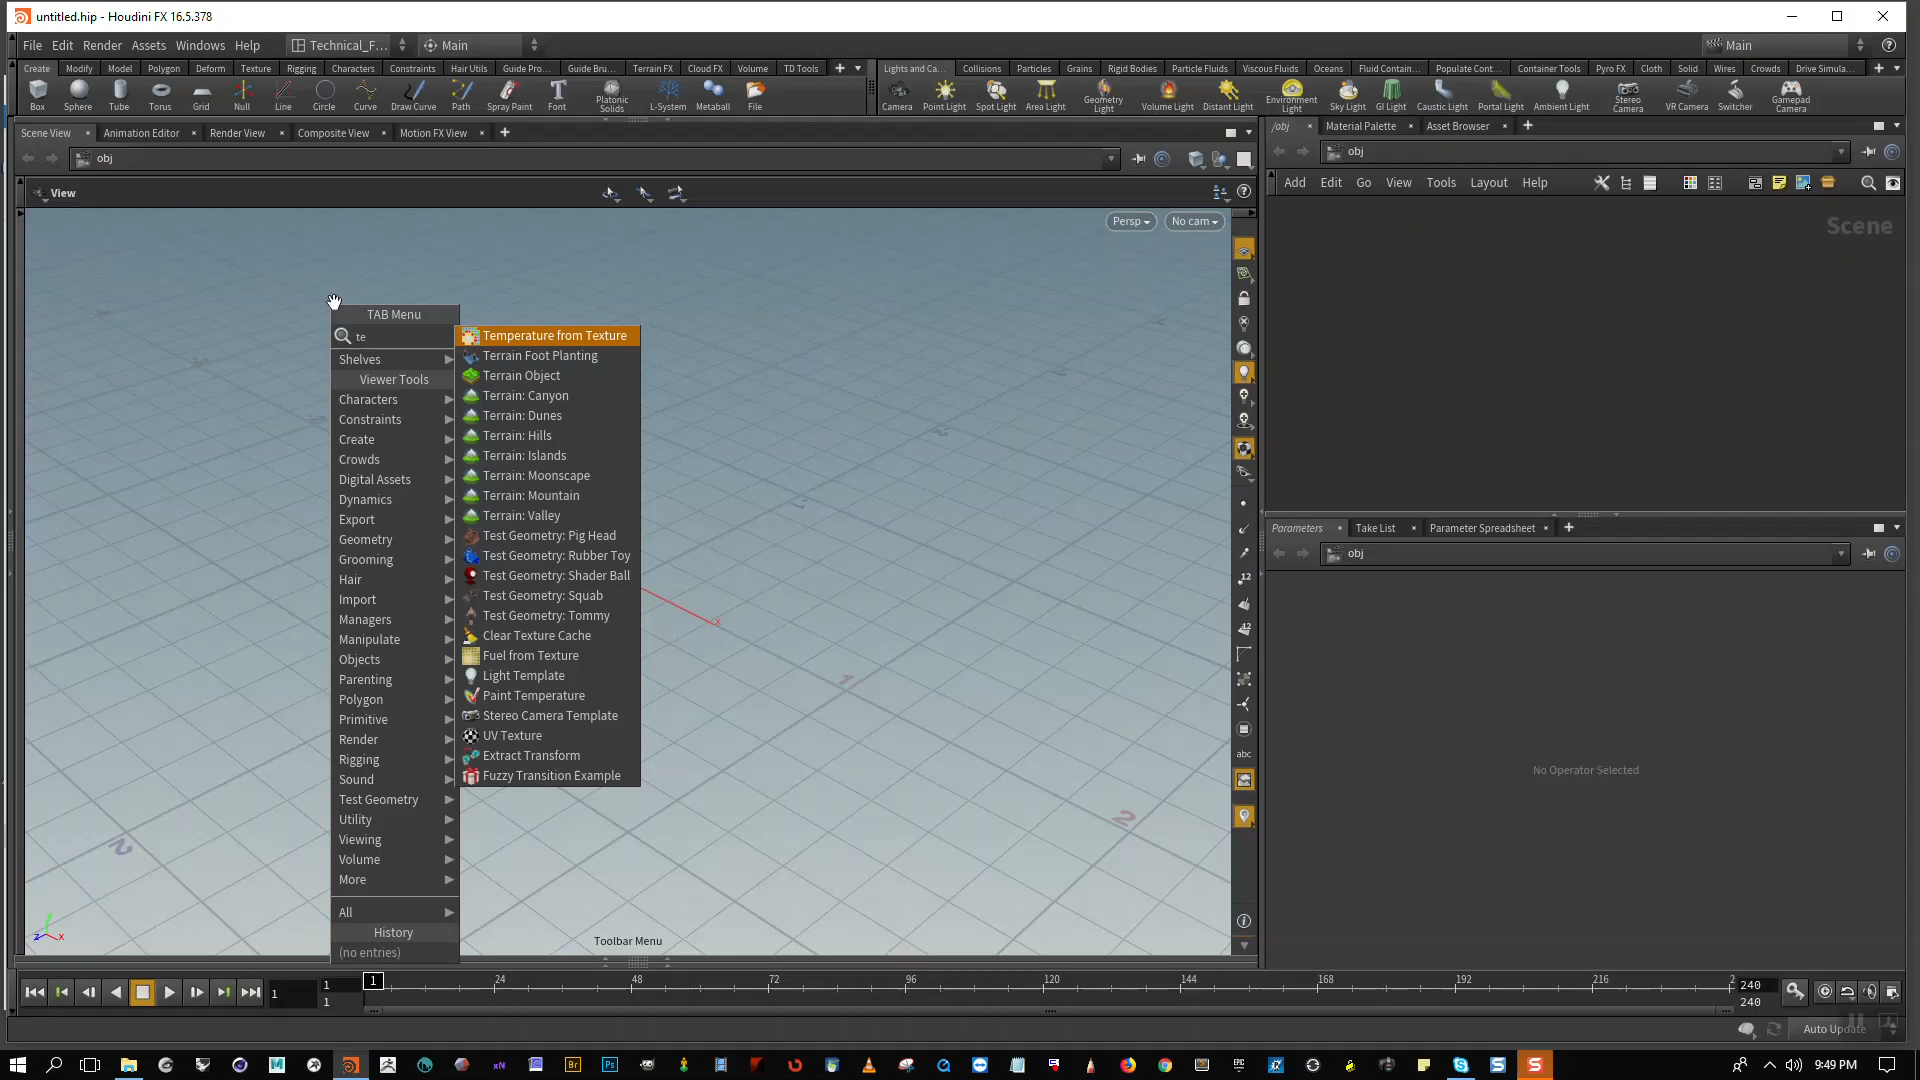 untitled.hip - Houdini FX 16.5.378
File Edit Render Assets Windows Help Technical_F... Main Main
Create Modify Model Polygon Deform Texture Rigging Characters Constraints Hair Utils Guide Pro... Guide Bru... Terrain FX Cloud FX Volume TD Tools
Lights and Ca... Collisions Particles Grains Rigid Bodies Particle Fluids Viscous Fluids Oceans Fluid Contain... Populate Cont... Container Tools Pyro FX Cloth Solid Wires Crowds Drive Simula...
Box Sphere Tube Torus Grid Null Line Circle Curve Draw Curve Path Spray Paint Font Platonic Solids L-System Metaball File
Camera Point Light Spot Light Area Light Geometry Light Volume Light Distant Light Environment Light Sky Light GI Light Caustic Light Portal Light Ambient Light Stereo Camera VR Camera Switcher Gamepad Camera
Scene View Animation Editor Render View Composite View Motion FX View
/obj Material Palette Asset Browser
obj
obj
View
Add Edit Go View Tools Layout Help
Persp No cam
Scene
TAB Menu
te
Shelves
Viewer Tools
Characters
Constraints
Create
Crowds
Digital Assets
Dynamics
Export
Geometry
Grooming
Hair
Import
Managers
Manipulate
Objects
Parenting
Polygon
Primitive
Render
Rigging
Sound
Test Geometry
Utility
Viewing
Volume
More
All
History
(no entries)
Temperature from Texture
Terrain Foot Planting
Terrain Object
Terrain: Canyon
Terrain: Dunes
Terrain: Hills
Terrain: Islands
Terrain: Moonscape
Terrain: Mountain
Terrain: Valley
Test Geometry: Pig Head
Test Geometry: Rubber Toy
Test Geometry: Shader Ball
Test Geometry: Squab
Test Geometry: Tommy
Clear Texture Cache
Fuel from Texture
Light Template
Paint Temperature
Stereo Camera Template
UV Texture
Extract Transform
Fuzzy Transition Example
x
1
2
2
z x
12
12
abc
Toolbar Menu
Parameters Take List Parameter Spreadsheet
obj
No Operator Selected
1 1 1 1 24 48 72 96 120 144 168 192 216 2 240
240
Auto Update
9:49 PM